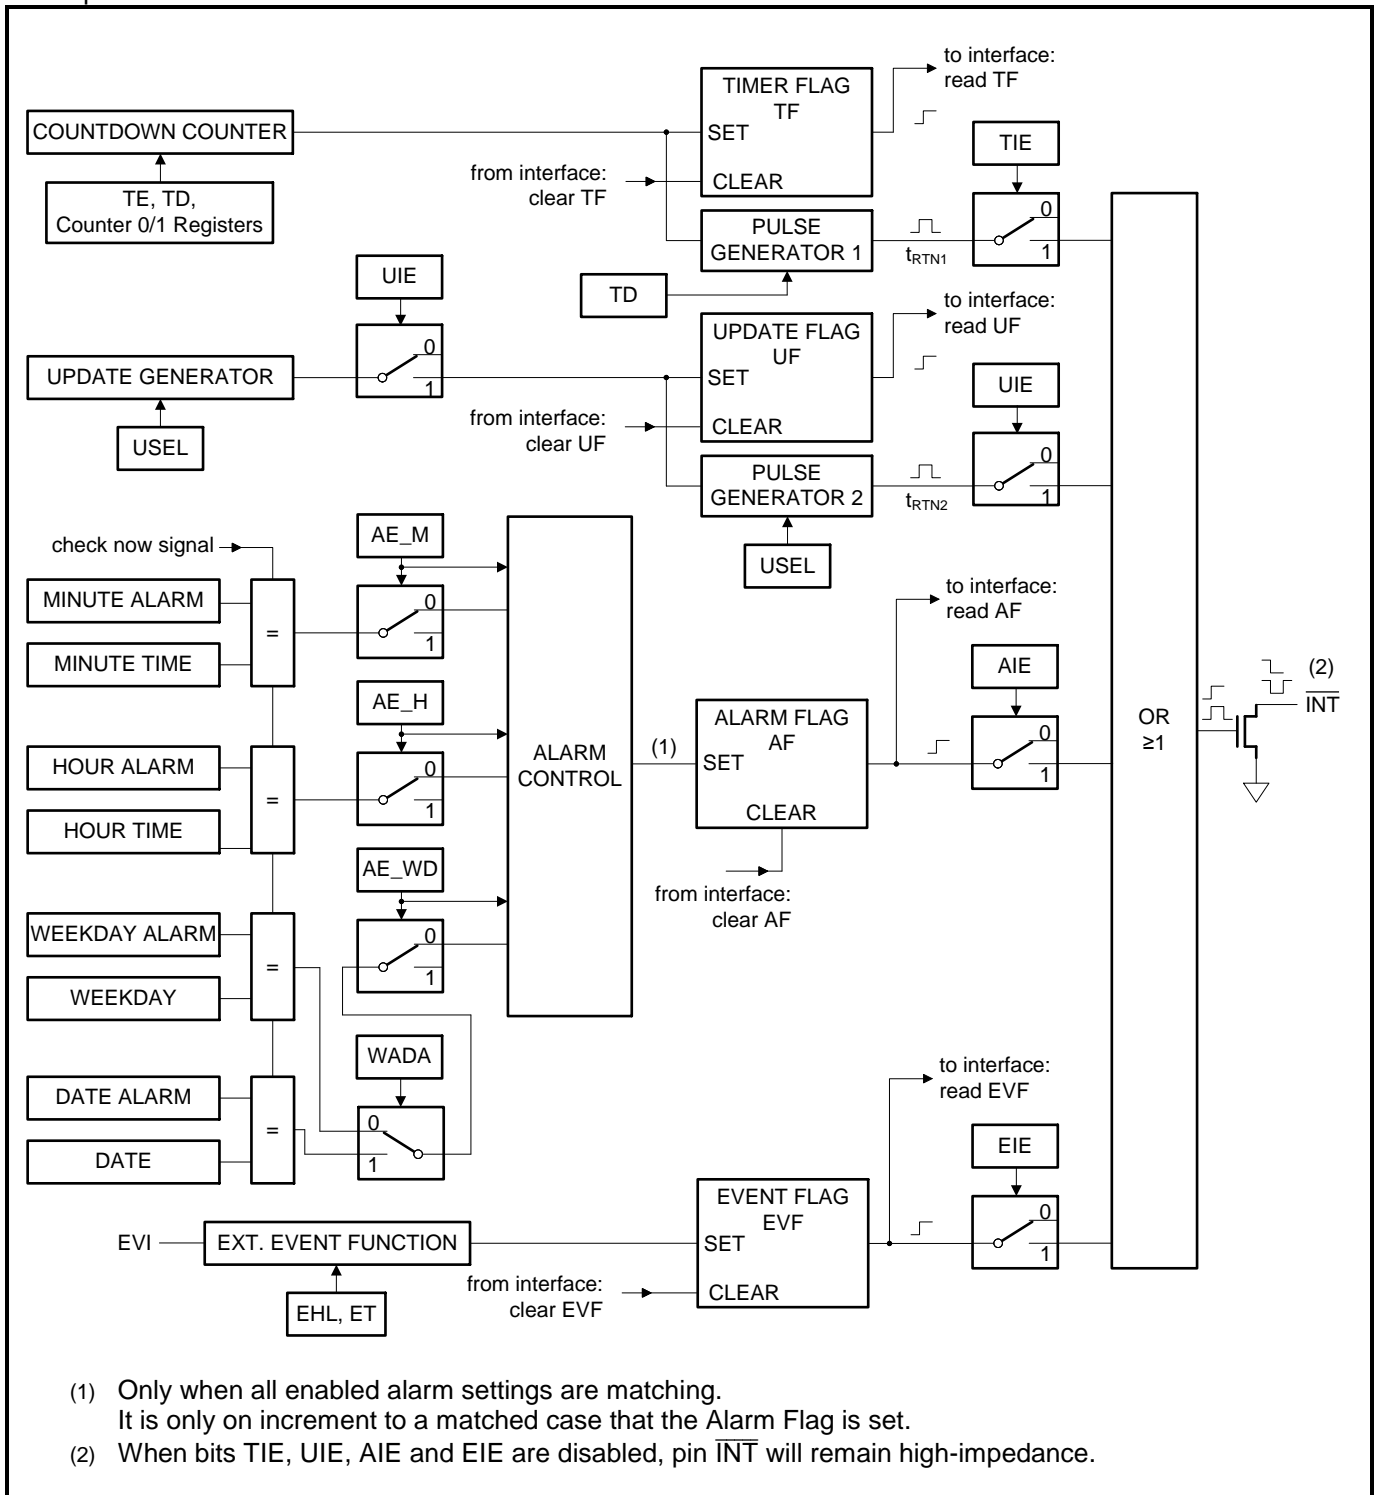 to interface:
read TF
TIMER FLAG
TF
COUNTDOWN COUNTER
SET
TIE
from interface:
clear TF
CLEAR
TE, TD,
Counter 0/1 Registers
0
1
PULSE
GENERATOR 1
tRTN1
TD
UIE
to interface:
read UF
UPDATE FLAG
UF
0
1
UPDATE GENERATOR
SET
UIE
from interface:
clear UF
CLEAR
USEL
0
1
PULSE
GENERATOR 2
tRTN2
USEL
check now signal
AE_M
MINUTE ALARM
=
MINUTE TIME
0
1
to interface:
read AF
AIE
AE_H
HOUR ALARM
=
HOUR TIME
0
1
ALARM
CONTROL
(1)
ALARM FLAG
AF
SET
CLEAR
0
1
OR
≥1
(2)
INT
from interface:
clear AF
AE_WD
WEEKDAY ALARM
=
WEEKDAY
0
1
WADA
DATE ALARM
=
DATE
0
1
to interface:
read EVF
EIE
EVENT FLAG
EVF
EVI
EXT. EVENT FUNCTION
SET
0
1
from interface:
clear EVF
CLEAR
EHL, ET
(1) Only when all enabled alarm settings are matching.
It is only on increment to a matched case that the Alarm Flag is set.
(2) When bits TIE, UIE, AIE and EIE are disabled, pin INT will remain high-impedance.